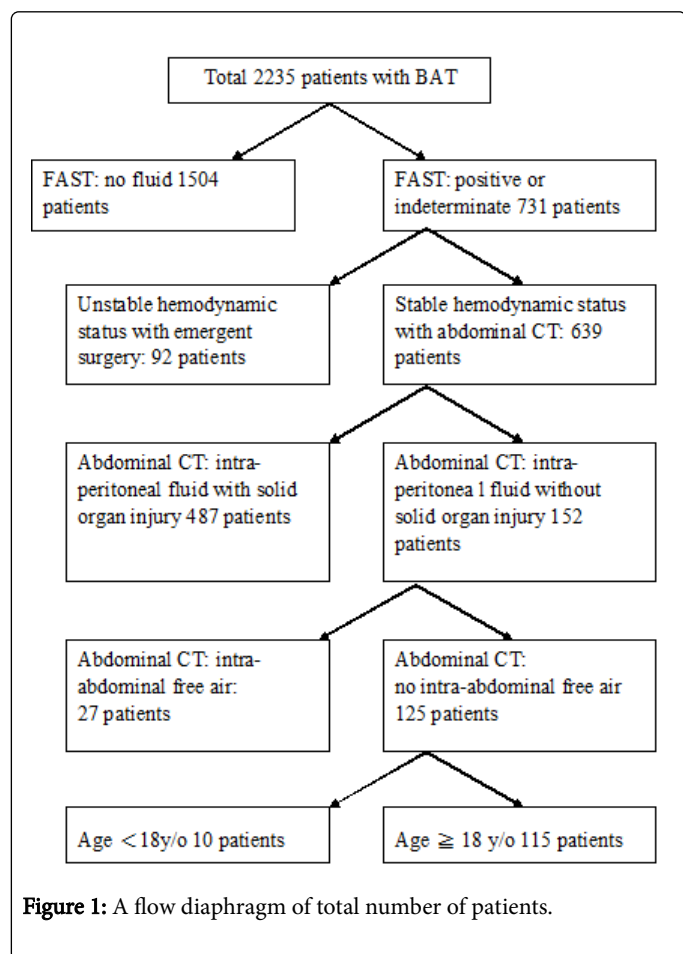 Total 2235 patients with BAT
FAST: no fluid 1504
patients
FAST: positive or
indeterminate 731 patients
Unstable hemodynamic
status with emergent
surgery: 92 patients
Stable hemodynamic status
with abdominal CT: 639
patients
Abdominal CT: intra-
peritoneal fluid with solid
organ injury 487 patients
Abdominal CT: intra-
peritonea l fluid without
solid organ injury 152
patients
Abdominal CT: intra-
abdominal free air:
27 patients
Abdominal CT:
no intra-abdominal free air
125 patients
Age <18y/o 10 patients
Age ≧ 18 y/o 115 patients
Figure 1: A flow diaphragm of total number of patients.